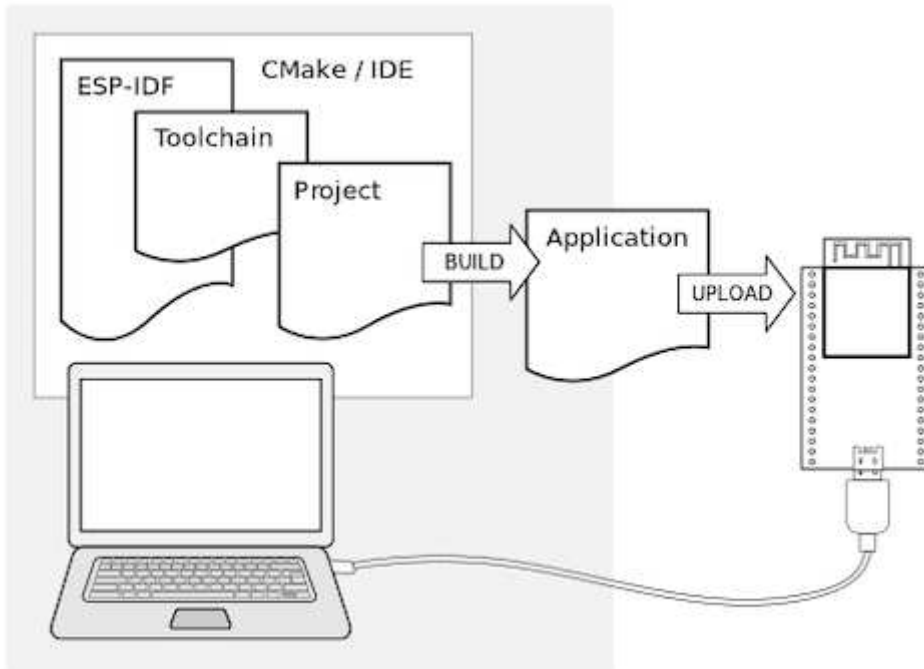 ESP-IDF
CMake / IDE
Toolchain
Project
BUILD
Application
UPLOAD